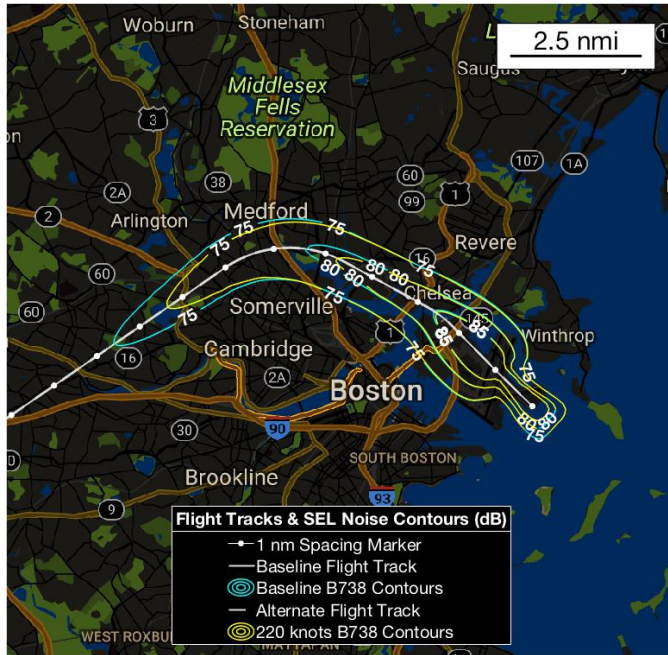 Woburn
Stoneham
2.5 nmi
Saugus
Middlesex
Fells
Reservation
3
107
1A
38
60
2A
1
99
2
Arlington
Medford
75
75
75
Revere
16
75
80
80
80
80
75
60
Chelsea
145
60
75
Somerville
75
85
85
Winthrop
16
Cambridge
1
75
75
2A
Boston
80
80
75
90
30
SOUTH BOSTON
Brookline
93
9
Flight Tracks & SEL Noise Contours (dB)
1 nm Spacing Marker
Baseline Flight Track
Baseline B738 Contours
Alternate Flight Track
220 knots B738 Contours
WEST ROXBU
MATTAPAN